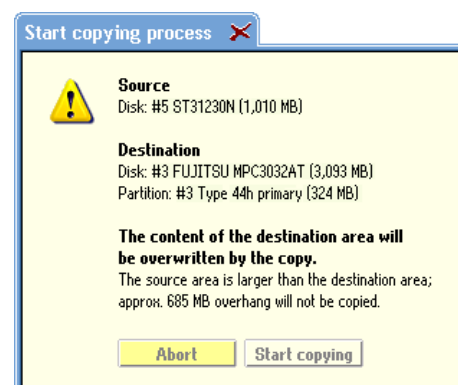 Start copying process
Source
Disk: #5 ST31230N (1,010 MB)
Destination
Disk: #3 FUJITSU MPC3032AT (3,093 MB)
Partition: #3 Type 44h primary (324 MB)
The content of the destination area will
be overwritten by the copy.
The source area is larger than the destination area;
approx. 685 MB overhang will not be copied.
Abort Start copying